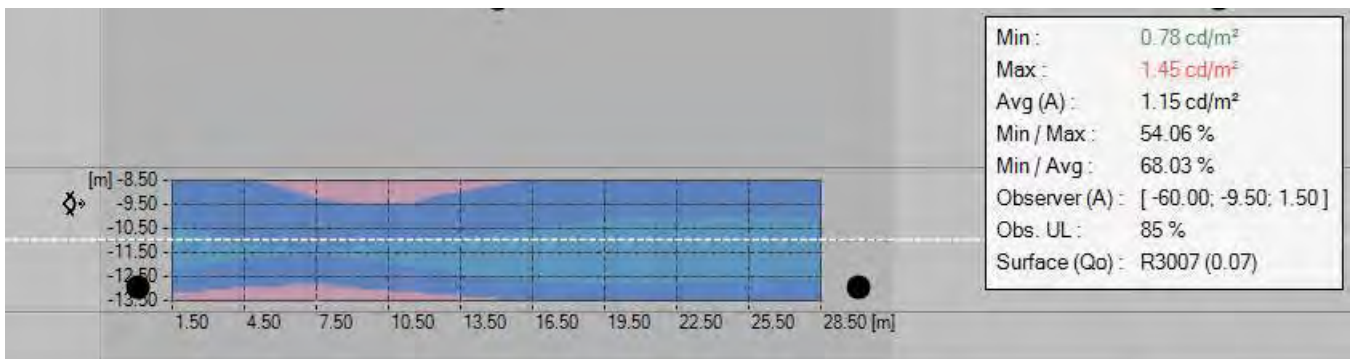 Min : 0.78 cd/m²
Max : 1.45 cd/m²
Avg (A) : 1.15 cd/m²
Min / Max : 54.06 %
Min / Avg : 68.03 %
Observer (A) : [ -60.00; -9.50; 1.50 ]
Obs. UL : 85 %
Surface (Qo) : R3007 (0.07)
[m] -8.50
-9.50
-10.50
-11.50
-12.50
-13.50
1.50 4.50 7.50 10.50 13.50 16.50 19.50 22.50 25.50 28.50 [m]